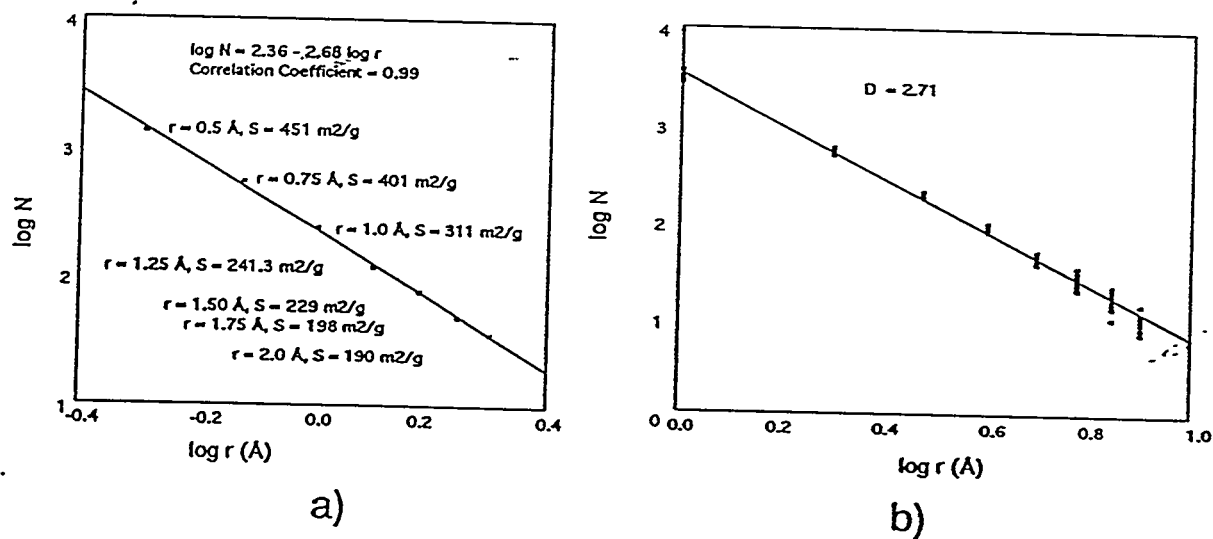 4
log N = 2.36 - 2.68 log r
Correlation Coefficient = 0.99
r = 0.5 Å, S = 451 m2/g
3
r = 0.75 Å, S = 401 m2/g
log N
r = 1.0 Å, S = 311 m2/g
r = 1.25 Å, S = 241.3 m2/g
2
r = 1.50 Å, S = 229 m2/g
r = 1.75 Å, S = 198 m2/g
r = 2.0 Å, S = 190 m2/g
1
-0.4 -0.2 0.0 0.2 0.4
log r (Å)
a)
4
D = 2.71
3
log N
2
1
0
0.0 0.2 0.4 0.6 0.8 1.0
log r (Å)
b)